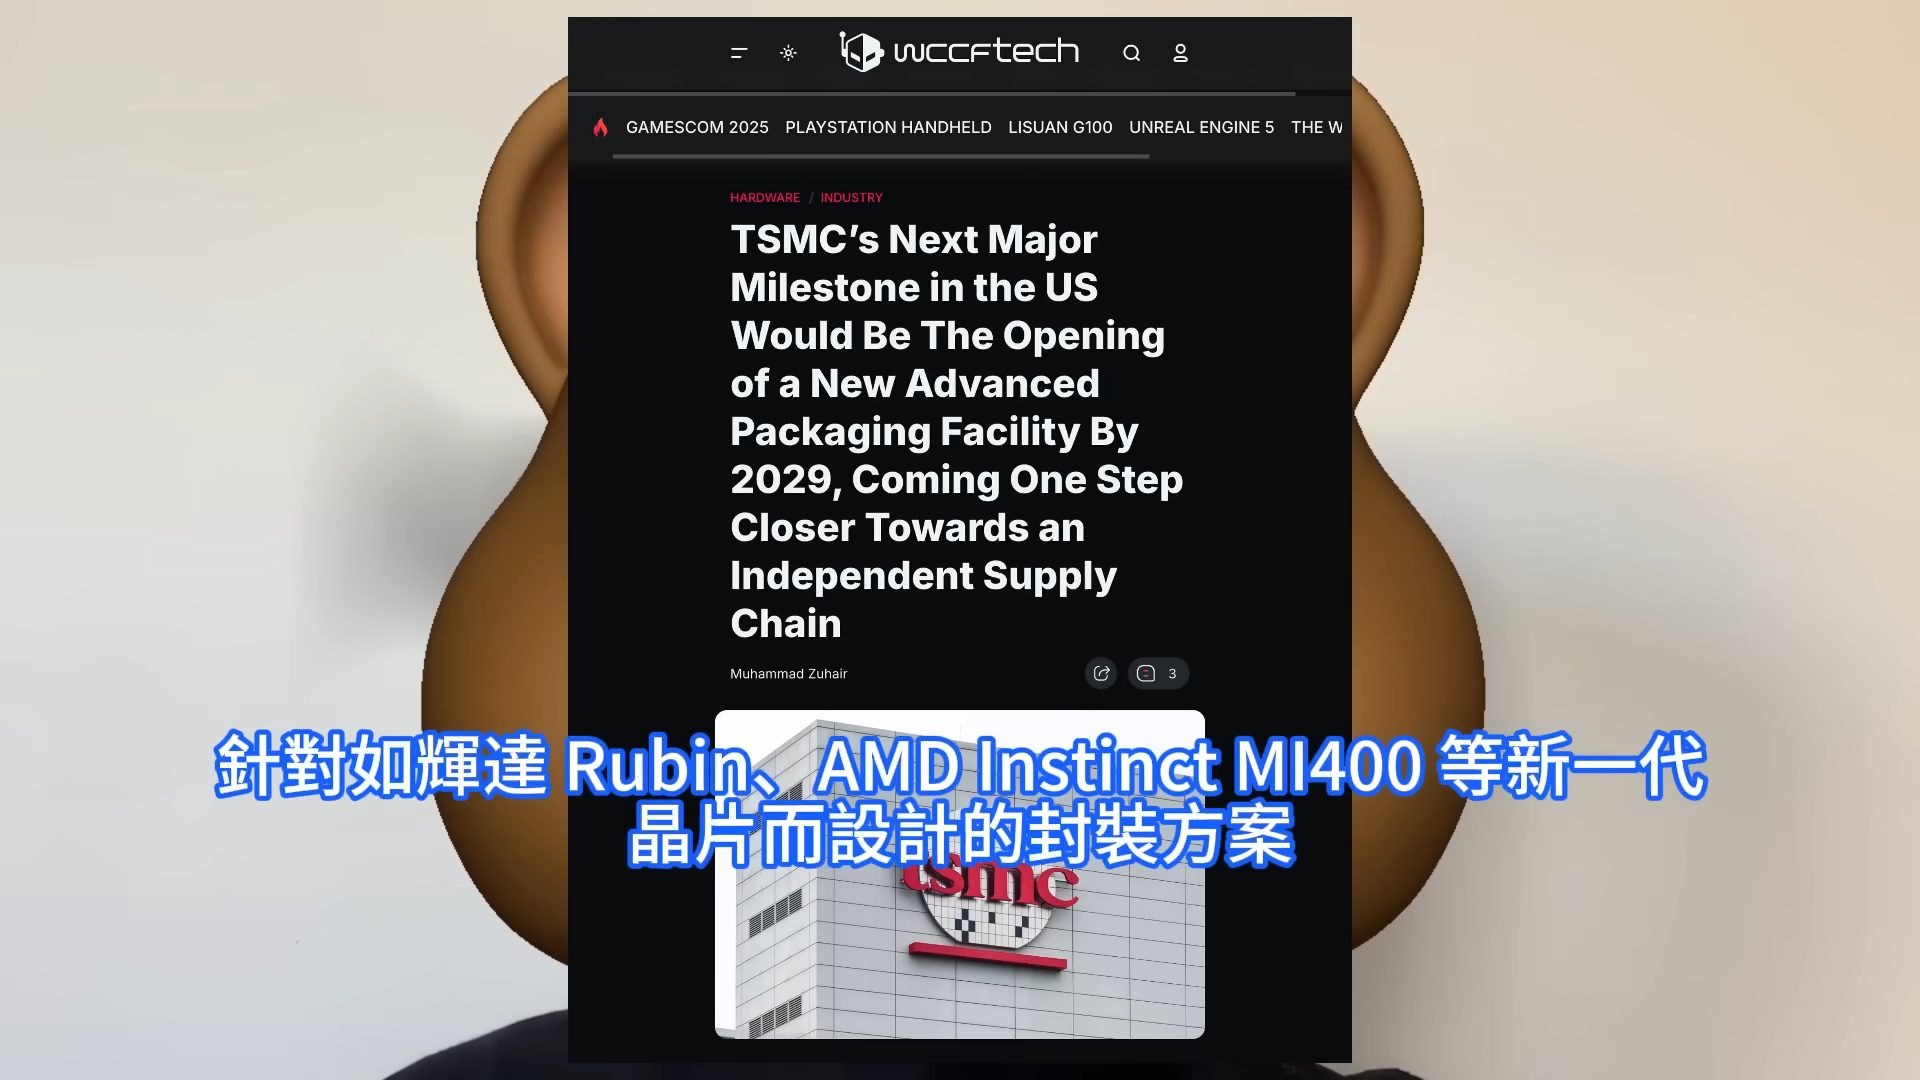 wccftech
GAMESCOM 2025 PLAYSTATION HANDHELD LISUAN G100 UNREAL ENGINE 5 THE W
HARDWARE / INDUSTRY
TSMC’s Next Major
Milestone in the US
Would Be The Opening
of a New Advanced
Packaging Facility By
2029, Coming One Step
Closer Towards an
Independent Supply
Chain
Muhammad Zuhair
3
針對如輝達 Rubin、AMD Instinct MI400 等新一代
晶片而設計的封裝方案
tsmc